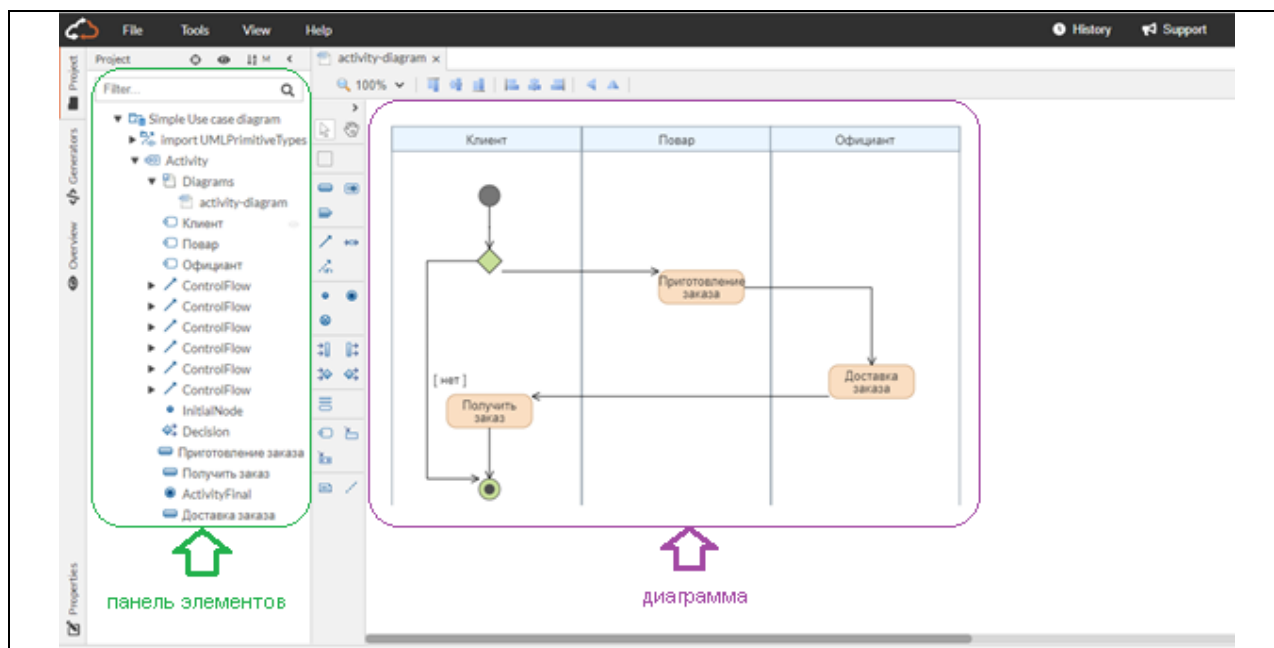 File Tools View Help History Support
Project
Generators
Overview
Properties
Project M
activity-diagram x
Filter...
100%
Simple Use case diagram
import UMLPrimitiveTypes
Activity
Diagrams
activity-diagram
Клиент
Повар
Официант
ControlFlow
ControlFlow
ControlFlow
ControlFlow
ControlFlow
ControlFlow
InitialNode
Decision
Приготовление заказа
Получить заказ
ActivityFinal
Доставка заказа
панель элементов
Клиент Повар Официант
Приготовление
заказа
Доставка
заказа
[ нет ]
Получить
заказ
диаграмма